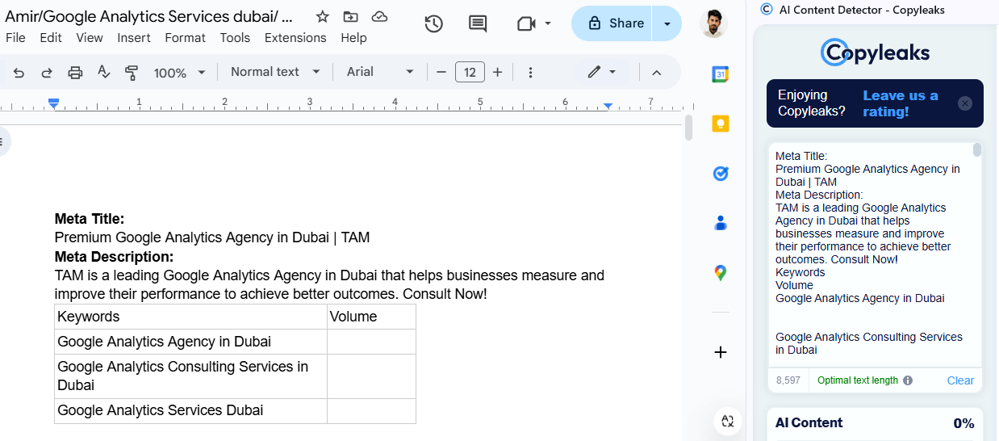 Amir/Google Analytics Services dubai/ ...
File Edit View Insert Format Tools Extensions Help
Share
100% Normal text Arial 12
1 2 3 4 5 6 7
31
Meta Title:
Premium Google Analytics Agency in Dubai | TAM
Meta Description:
TAM is a leading Google Analytics Agency in Dubai that helps businesses measure and
improve their performance to achieve better outcomes. Consult Now!
Keywords Volume
Google Analytics Agency in Dubai
Google Analytics Consulting Services in
Dubai
Google Analytics Services Dubai
AI Content Detector - Copyleaks
Copyleaks
Enjoying
Copyleaks?
Leave us a
rating!
Meta Title:
Premium Google Analytics Agency in
Dubai | TAM
Meta Description:
TAM is a leading Google Analytics
Agency in Dubai that helps
businesses measure and improve
their performance to achieve better
outcomes. Consult Now!
Keywords
Volume
Google Analytics Agency in Dubai
Google Analytics Consulting Services
in Dubai
8,597 Optimal text length Clear
AI Content 0%